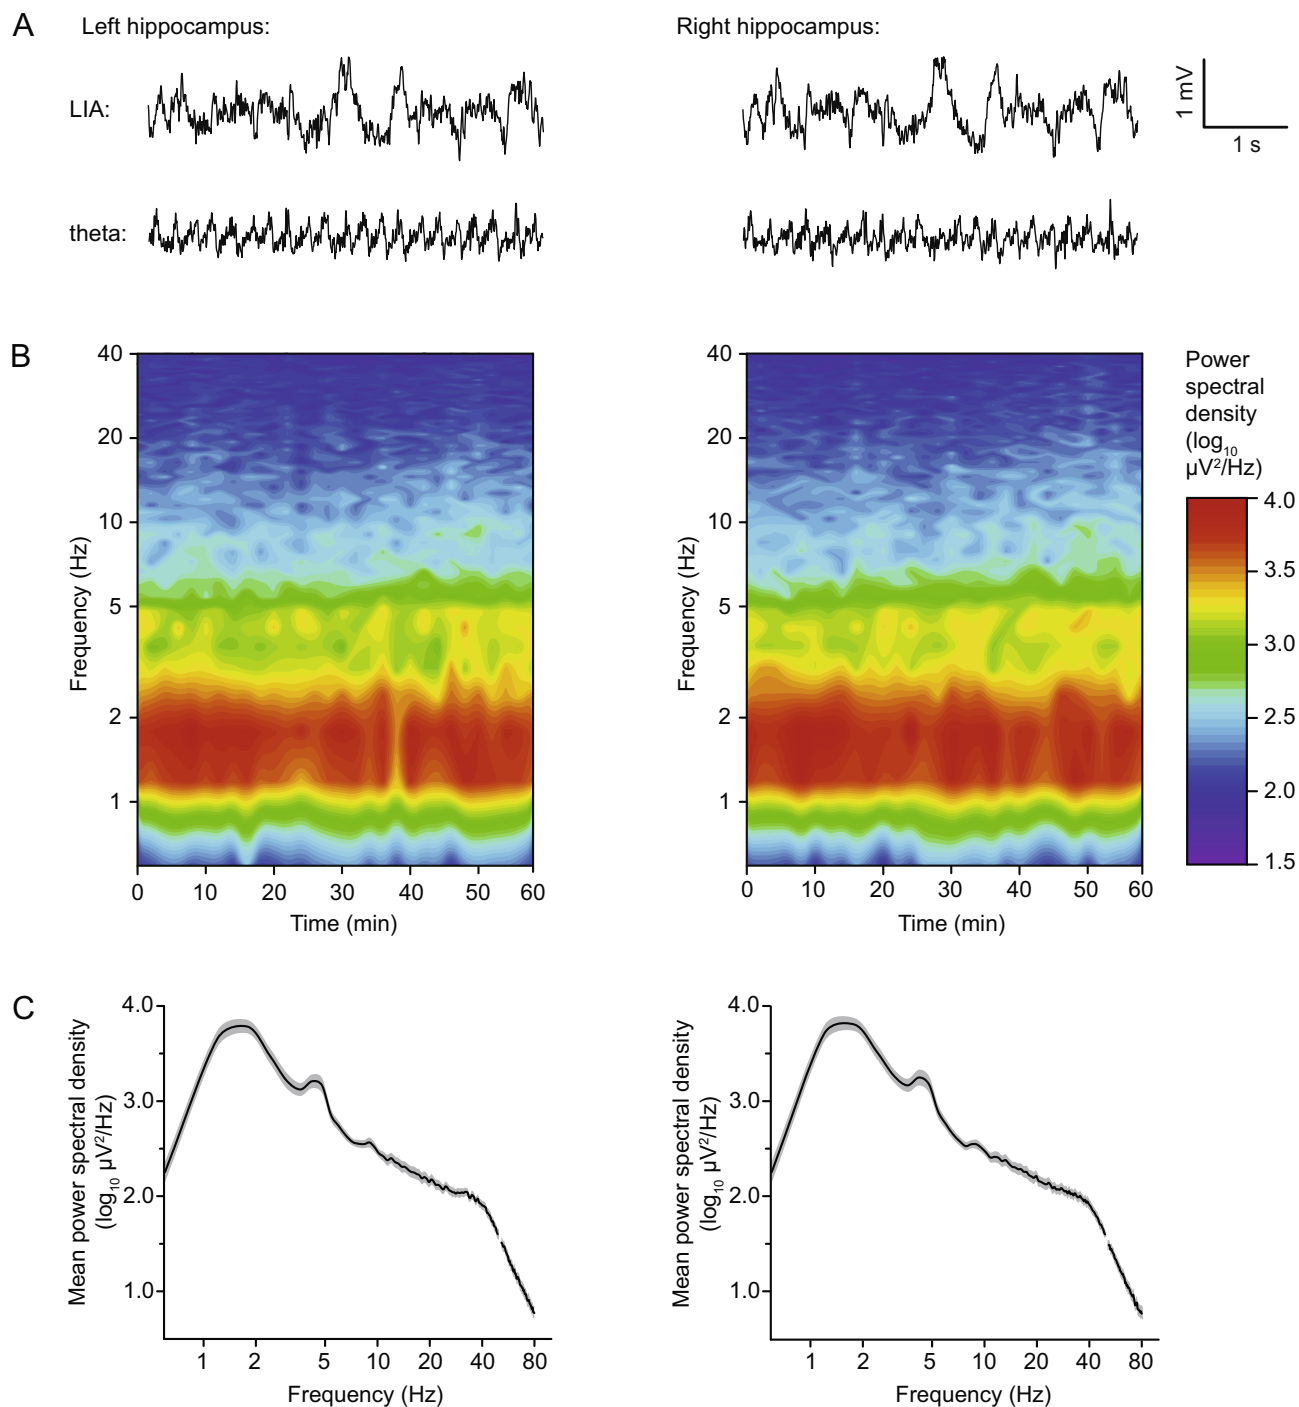 A
Left hippocampus:
Right hippocampus:
LIA:
1 mV
1 s
theta:
B
40
20
10
5
2
1
Frequency (Hz)
0
10
20
30
40
50
60
Time (min)
40
20
10
5
2
1
Frequency (Hz)
0
10
20
30
40
50
60
Time (min)
Power
spectral
density
(log₁₀
µV²/Hz)
4.0
3.5
3.0
2.5
2.0
1.5
C
4.0
3.0
2.0
1.0
Mean power spectral density
(log₁₀ µV²/Hz)
1
2
5
10
20
40
80
Frequency (Hz)
4.0
3.0
2.0
1.0
Mean power spectral density
(log₁₀ µV²/Hz)
1
2
5
10
20
40
80
Frequency (Hz)